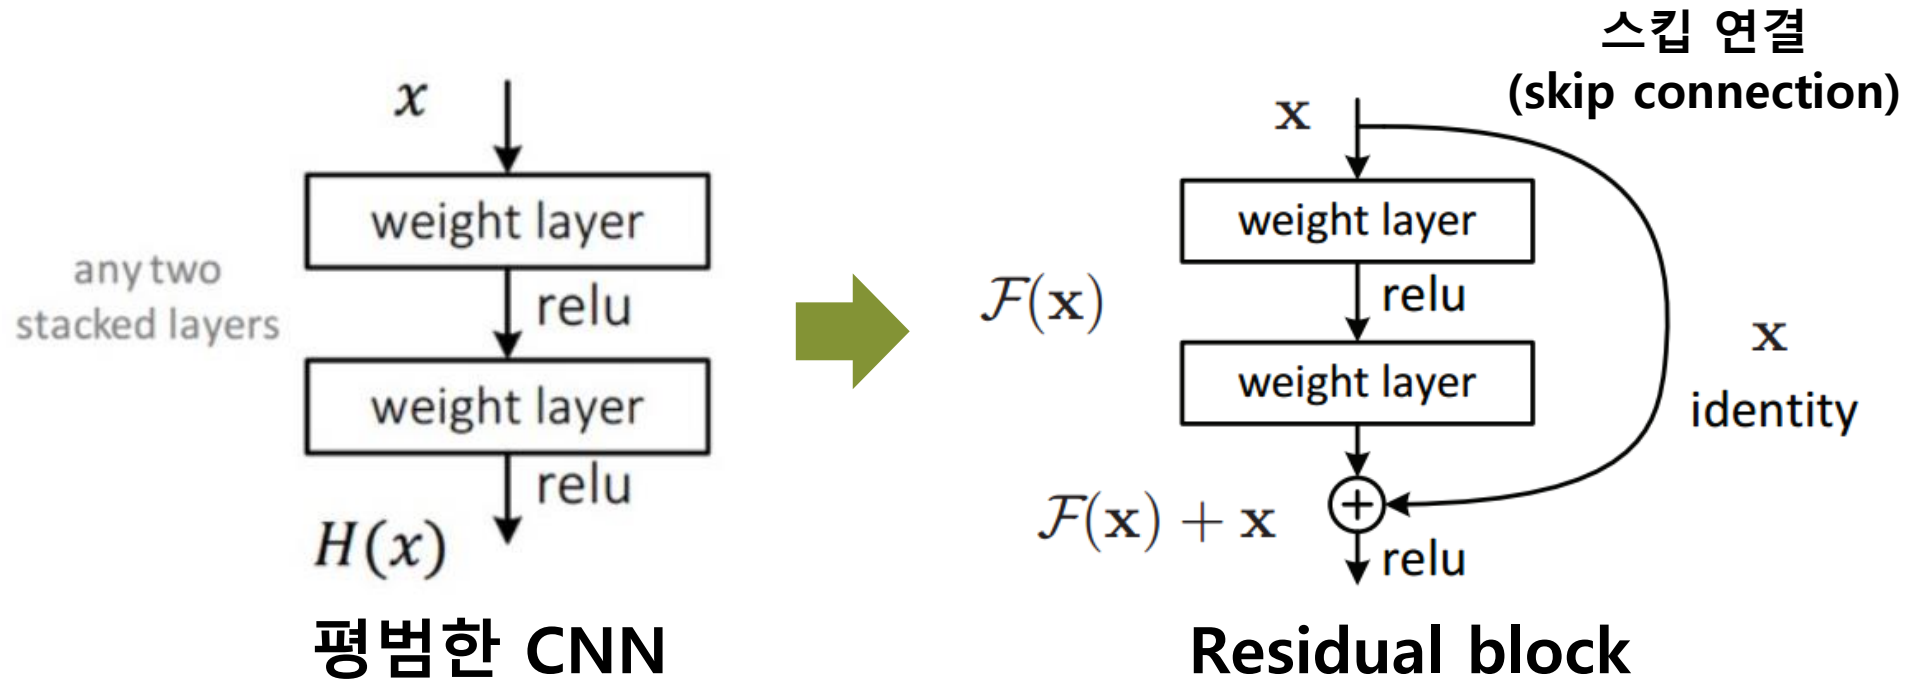 x
weight layer
any two
stacked layers
relu
weight layer
relu
H(x)
평범한 CNN
스킵 연결
(skip connection)
x
weight layer
F(x)
relu
x
identity
weight layer
F(x) + x
+
relu
Residual block